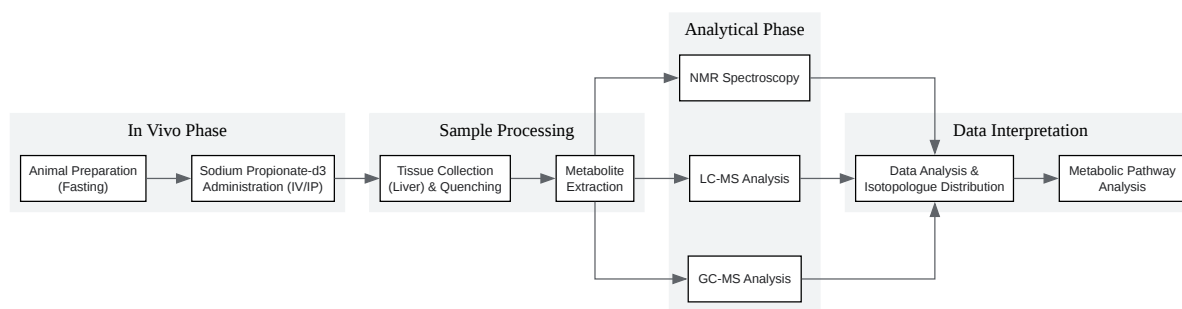 In Vivo Phase
Animal Preparation
(Fasting)
Sodium Propionate-d3
Administration (IV/IP)
Sample Processing
Tissue Collection
(Liver) & Quenching
Metabolite
Extraction
Analytical Phase
NMR Spectroscopy
LC-MS Analysis
GC-MS Analysis
Data Interpretation
Data Analysis &
Isotopologue Distribution
Metabolic Pathway
Analysis